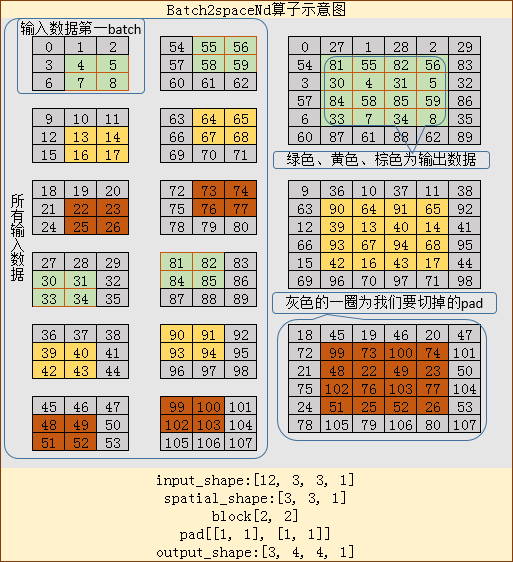 Batch2spaceNd算子示意图
输入数据第一batch
0 1 2
3 4 5
6 7 8
54 55 56
57 58 59
60 61 62
9 10 11
12 13 14
15 16 17
63 64 65
66 67 68
69 70 71
所有输入数据
18 19 20
21 22 23
24 25 26
72 73 74
75 76 77
78 79 80
27 28 29
30 31 32
33 34 35
81 82 83
84 85 86
87 88 89
36 37 38
39 40 41
42 43 44
90 91 92
93 94 95
96 97 98
45 46 47
48 49 50
51 52 53
99 100 101
102 103 104
105 106 107
0 27 1 28 2 29
54 81 55 82 56 83
3 30 4 31 5 32
57 84 58 85 59 86
6 33 7 34 8 35
60 87 61 88 62 89
绿色、黄色、棕色为输出数据
9 36 10 37 11 38
63 90 64 91 65 92
12 39 13 40 14 41
66 93 67 94 68 95
15 42 16 43 17 44
69 96 70 97 71 98
灰色的一圈为我们要切掉的pad
18 45 19 46 20 47
72 99 73 100 74 101
21 48 22 49 23 50
75 102 76 103 77 104
24 51 25 52 26 53
78 105 79 106 80 107
input_shape:[12, 3, 3, 1]
spatial_shape:[3, 3, 1]
block[2, 2]
pad[[1, 1], [1, 1]]
output_shape:[3, 4, 4, 1]